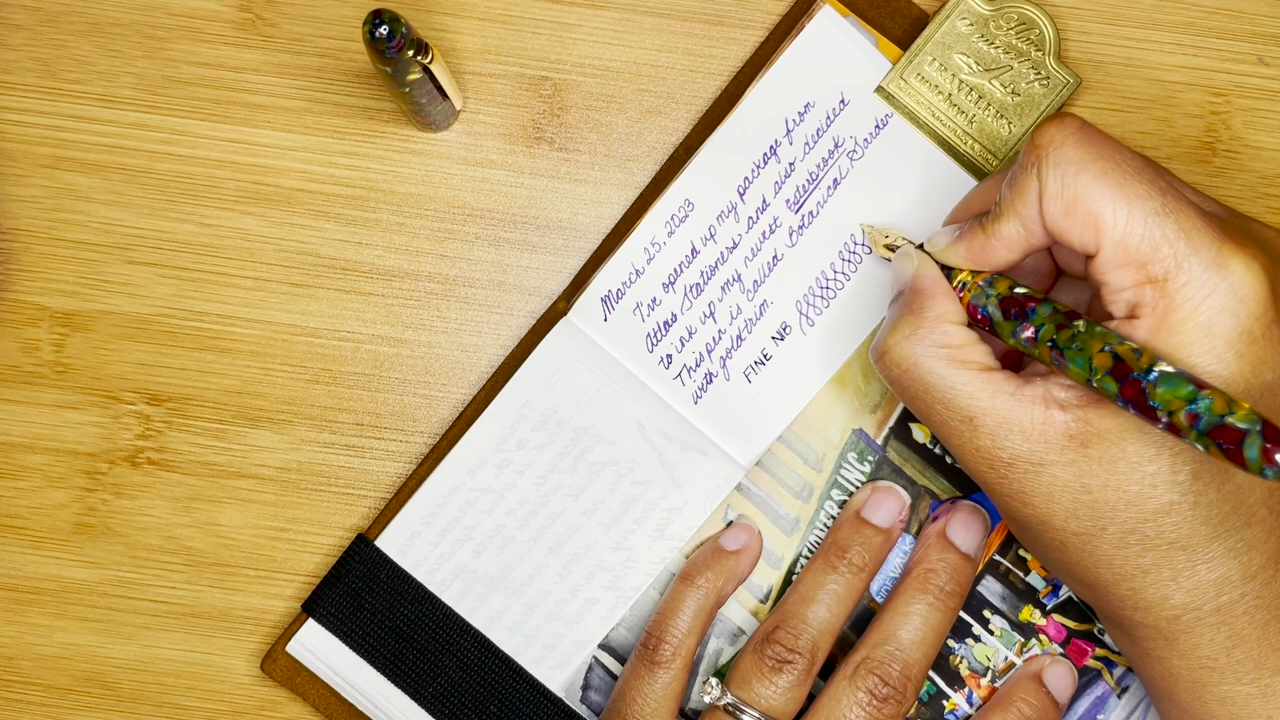 March 25, 2023
I've opened up my package from
Atlas Stationers and also decided
to ink up my newest Esterbrook.
This pen is called Botanical Garden
with gold trim.
FINE NIB
Have
a nice trip
TRAVELER'S
notebook
STATIONERS INC.
SIDEWALK